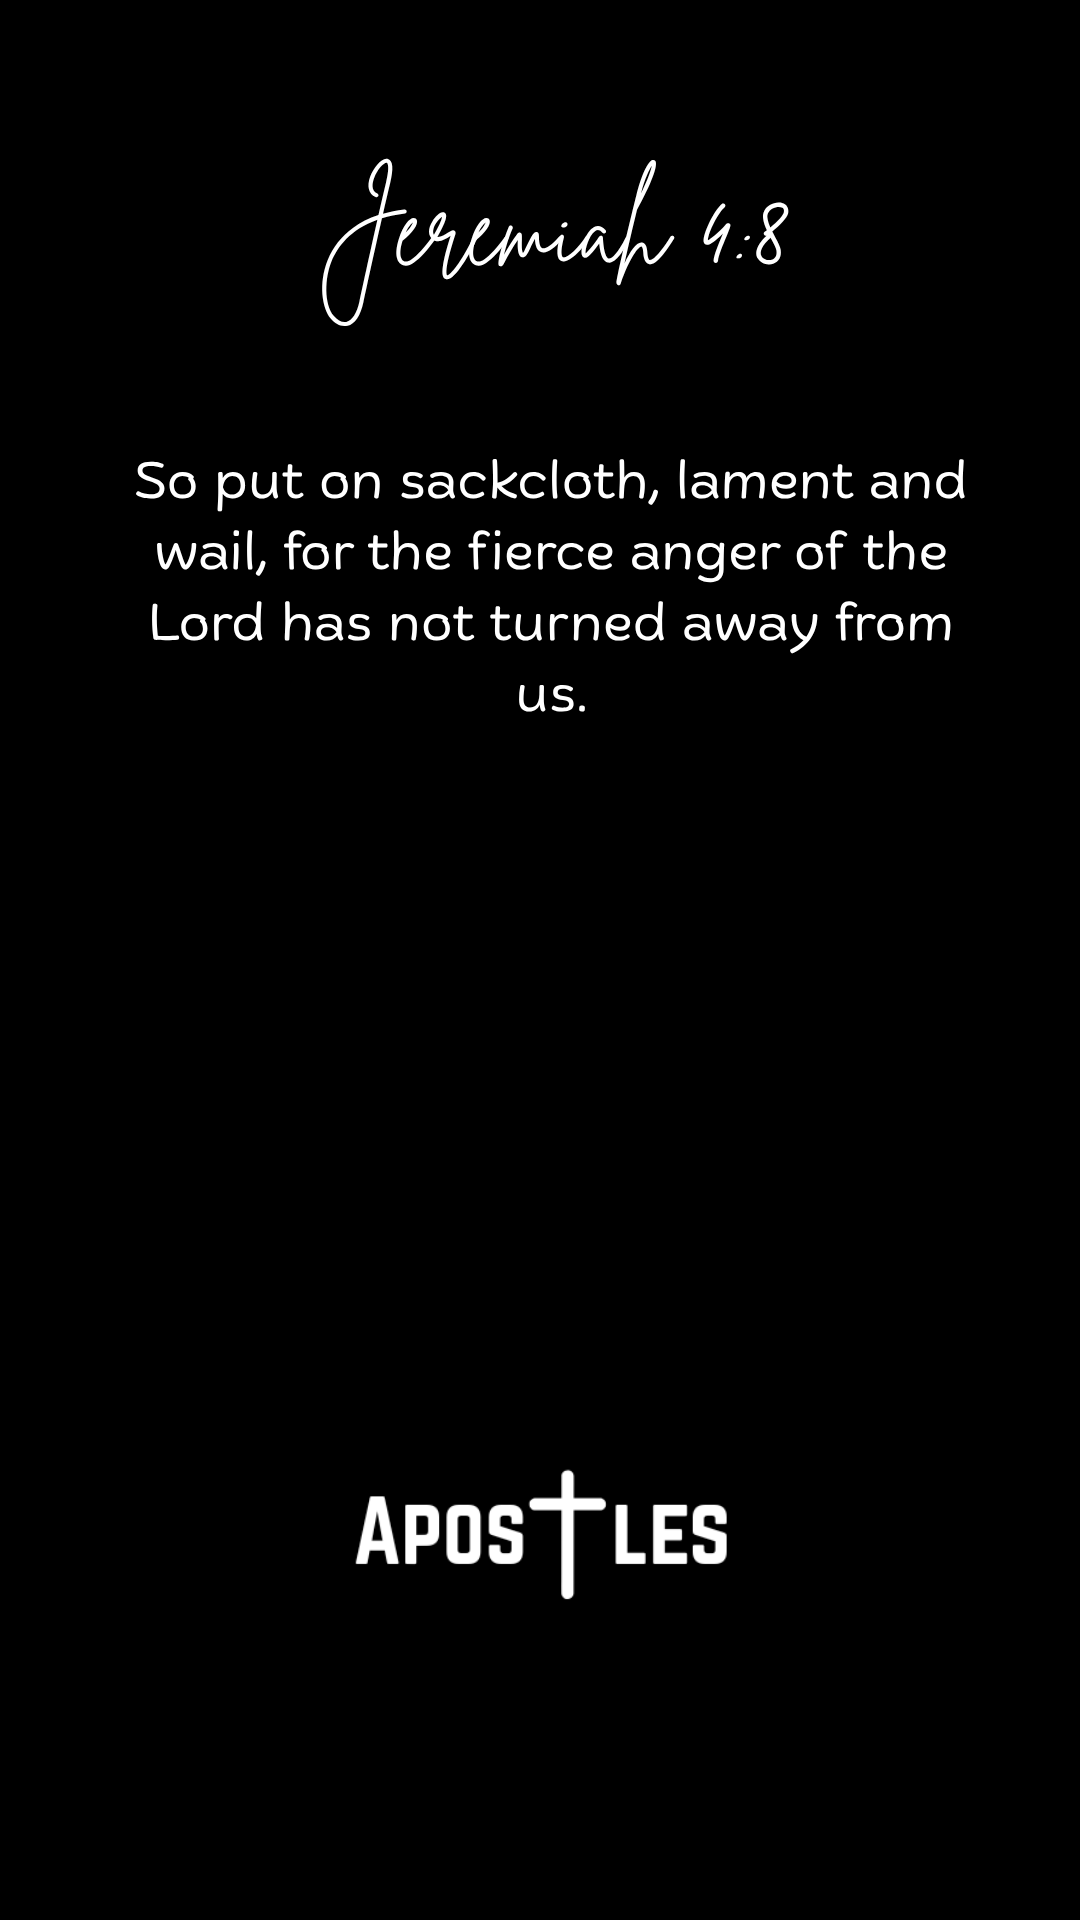 Jeremiah 4:8
So put on sackcloth, lament and
wail, for the fierce anger of the
Lord has not turned away from
us.
APOSTLES